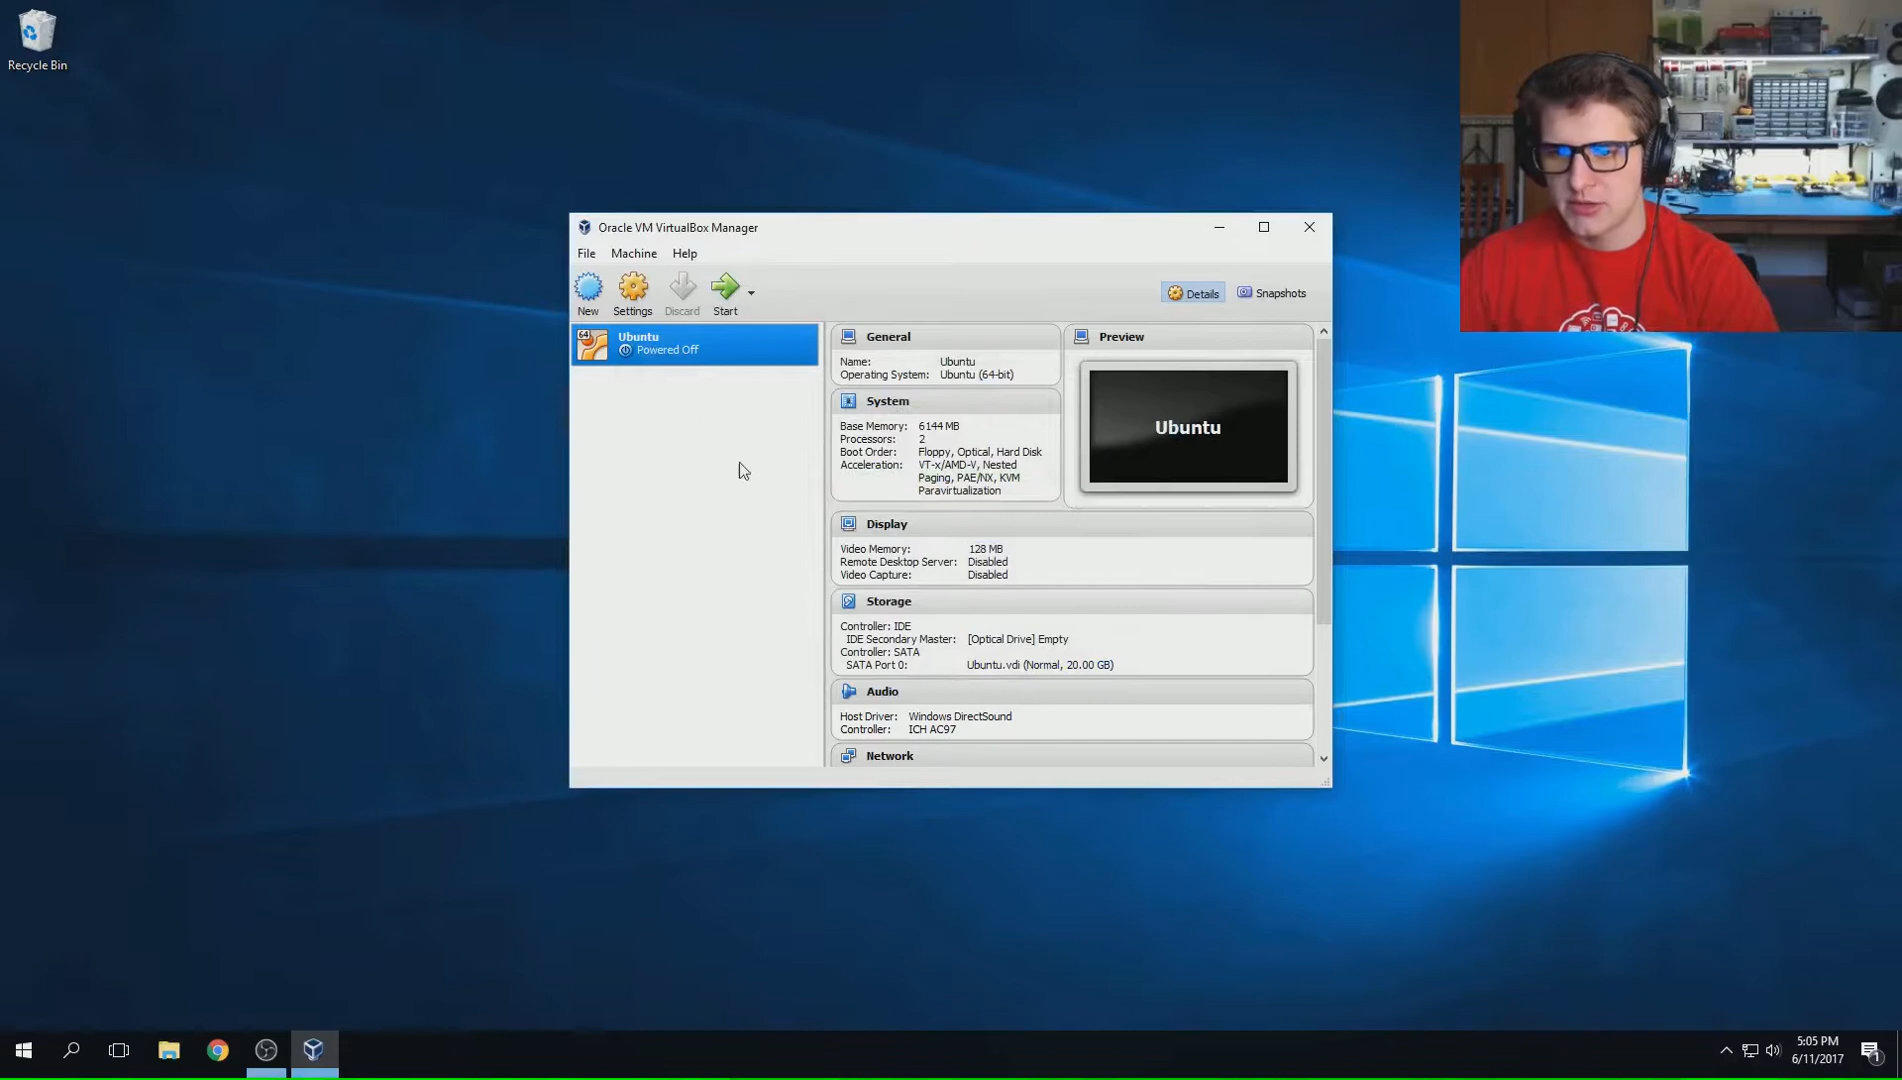 Recycle Bin
Oracle VM VirtualBox Manager
File Machine Help
New Settings Discard Start
Details Snapshots
64
Ubuntu
Powered Off
General
Name: Ubuntu
Operating System: Ubuntu (64-bit)
System
Base Memory: 6144 MB
Processors: 2
Boot Order: Floppy, Optical, Hard Disk
Acceleration: VT-x/AMD-V, Nested
Paging, PAE/NX, KVM
Paravirtualization
Preview
Ubuntu
Display
Video Memory: 128 MB
Remote Desktop Server: Disabled
Video Capture: Disabled
Storage
Controller: IDE
IDE Secondary Master: [Optical Drive] Empty
Controller: SATA
SATA Port 0: Ubuntu.vdi (Normal, 20.00 GB)
Audio
Host Driver: Windows DirectSound
Controller: ICH AC97
Network
5:05 PM
6/11/2017
1